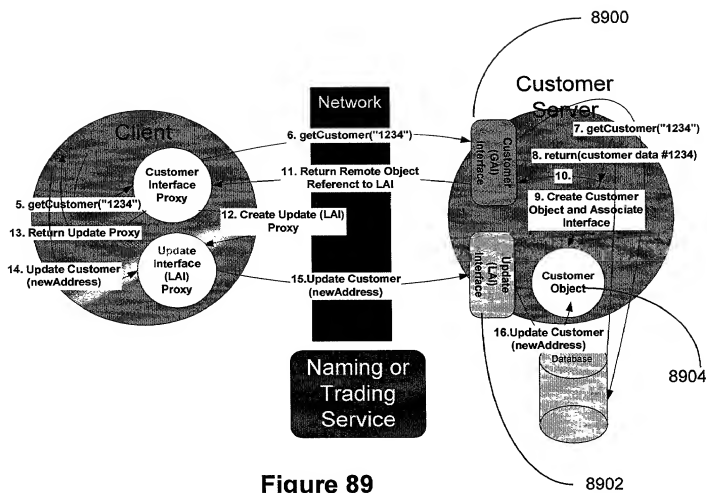 8900
Customer
Server
Network
Client
6. getCustomer("1234")
7. getCustomer("1234")
8. return(customer data #1234)
Customer
(GAI)
Interface
Customer
Interface
Proxy
11. Return Remote Object
Referenct to LAI
10.
9. Create Customer
Object and Associate
Interface
5. getCustomer("1234")
12. Create Update (LAI)
Proxy
13. Return Update Proxy
Update
Interface
(LAI)
Proxy
14. Update Customer
(newAddress)
15.Update Customer
(newAddress)
Update
(LAI)
Interface
Customer
Object
16.Update Customer
(newAddress)
Database
8904
Naming or
Trading
Service
8902
Figure 89